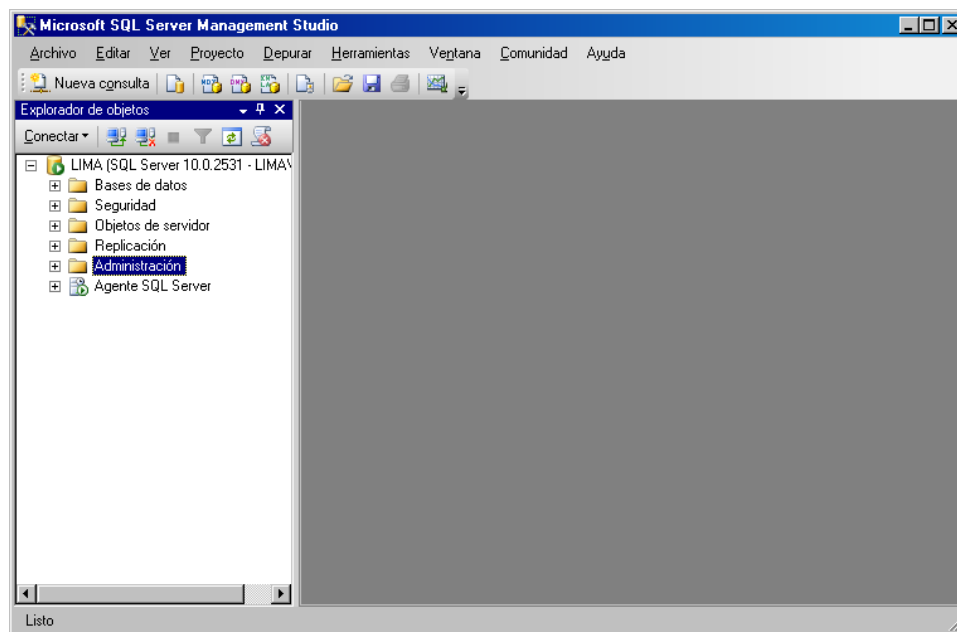 Microsoft SQL Server Management Studio
Archivo Editar Ver Proyecto Depurar Herramientas Ventana Comunidad Ayuda
Nueva consulta
Explorador de objetos
Conectar
LIMA (SQL Server 10.0.2531 - LIMA\
Bases de datos
Seguridad
Objetos de servidor
Replicación
Administración
Agente SQL Server
Listo